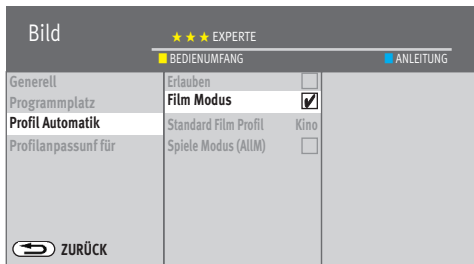 Bild
★ ★ ★ EXPERTE
BEDIENUMFANG
ANLEITUNG
Generell
Programmplatz
Profil Automatik
Profilanpassunf für
Erlauben
Film Modus
Standard Film Profil Kino
Spiele Modus (AllM)
ZURÜCK